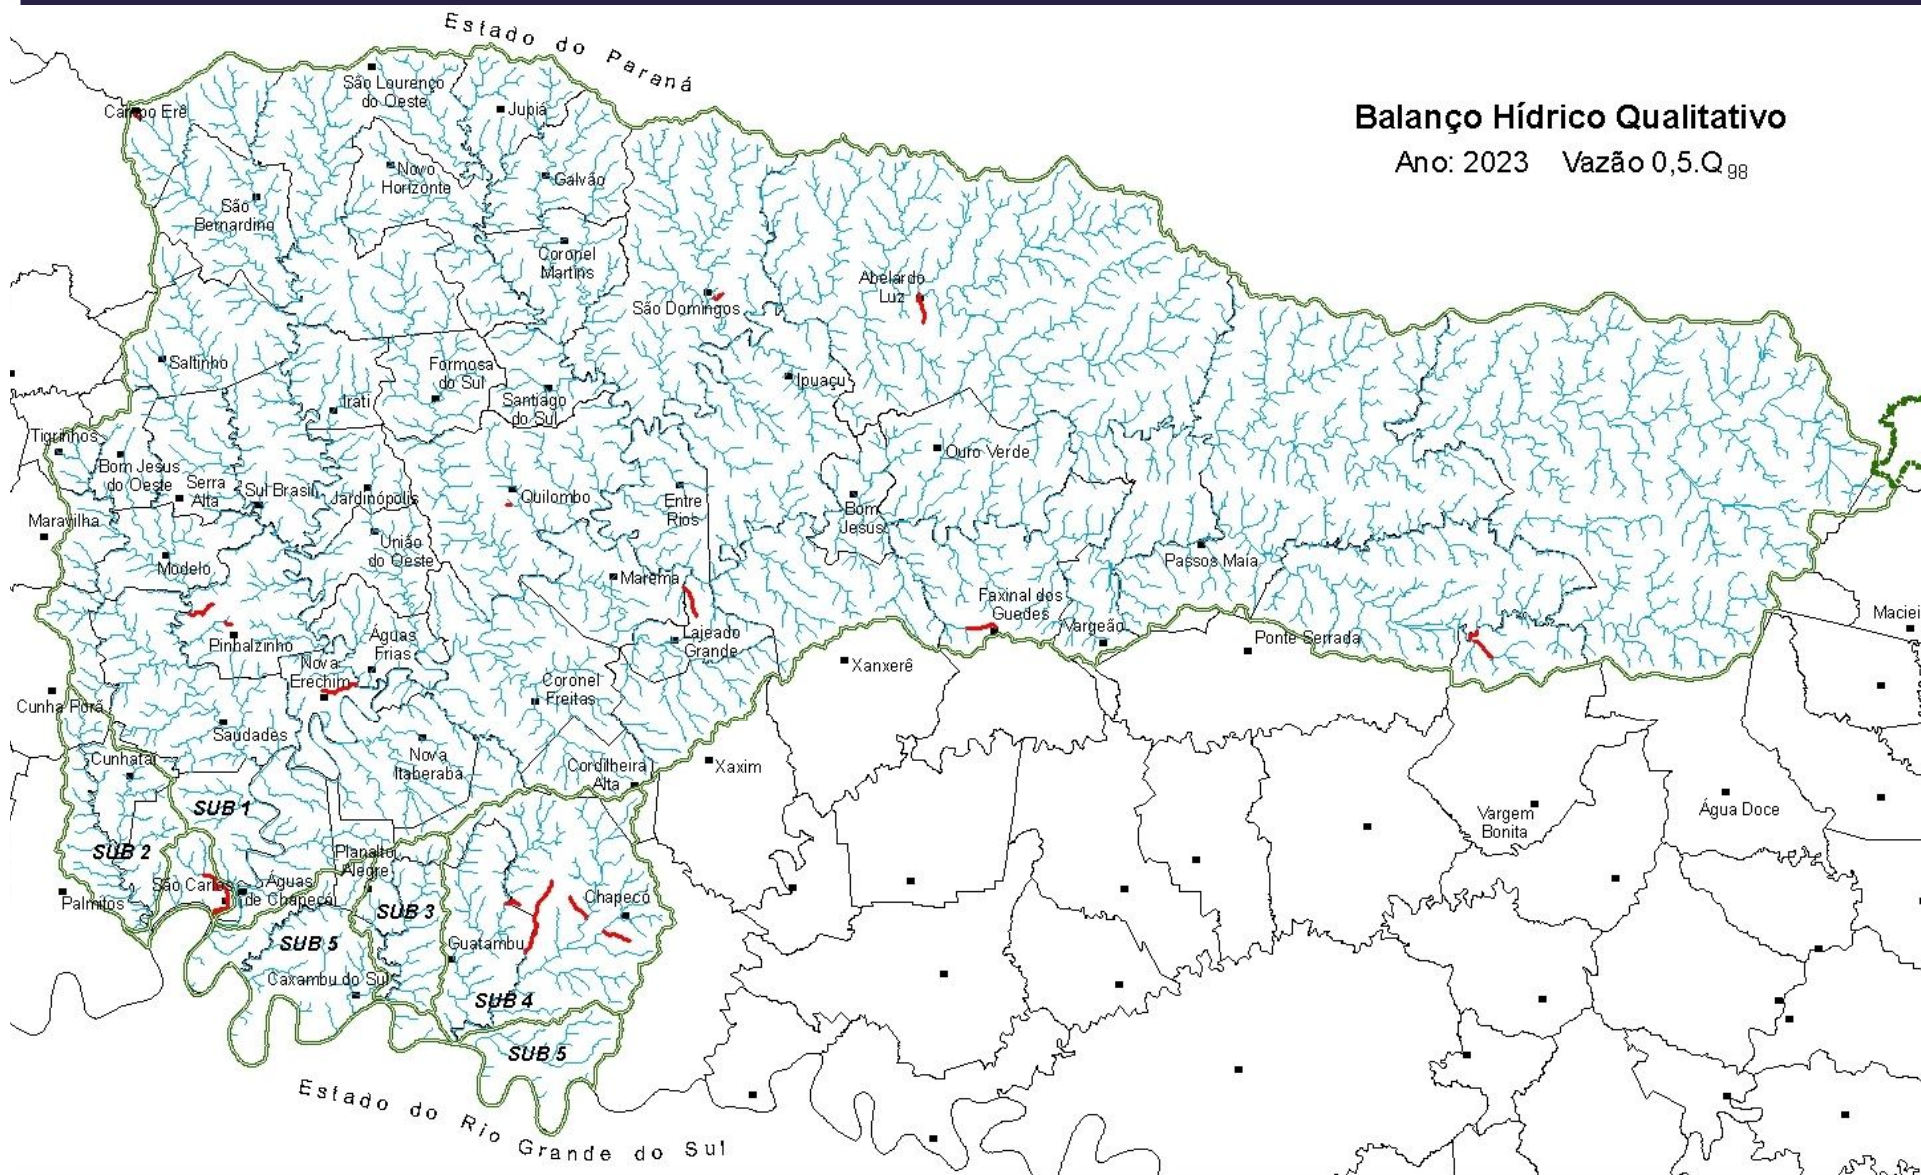 Estado do Paraná
Balanço Hídrico Qualitativo
Ano: 2023 Vazão 0,5.Q98
São Lourenço
do Oeste
Campo Erê
Jupiá
Novo
Horizonte
Galvão
São
Bernardino
Coronel
Martins
Abelardo
Luz
São Domingos
Saltinho
Formosa
do Sul
Ipuaçu
Irati
Santiago
do Sul
Tigrinhos
Ouro Verde
Bom Jesus
do Oeste
Serra
Alta
Sul Brasil
Jardinópolis
Quilombo
Entre
Rios
Bom
Jesus
Maravilha
União
do Oeste
Passos Maia
Modelo
Marema
Faxinal dos
Guedes
Maciei
Vargeão
Ponte Serrada
Pinhalzinho
Águas
Frias
Lajeado
Grande
Nova
Erechim
Xanxerê
Coronel
Freitas
Cunha Porã
Saudades
Nova
Itaberaba
Cunhataí
Cordilheira
Alta
Xaxim
SUB 1
Vargem
Bonita
Água Doce
SUB 2
Planalto
Alegre
São Carlos
Águas
de Chapecó
Palmitos
Chapecó
SUB 3
SUB 5
Guatambu
Caxambu do Sul
SUB 4
SUB 5
Estado do Rio Grande do Sul